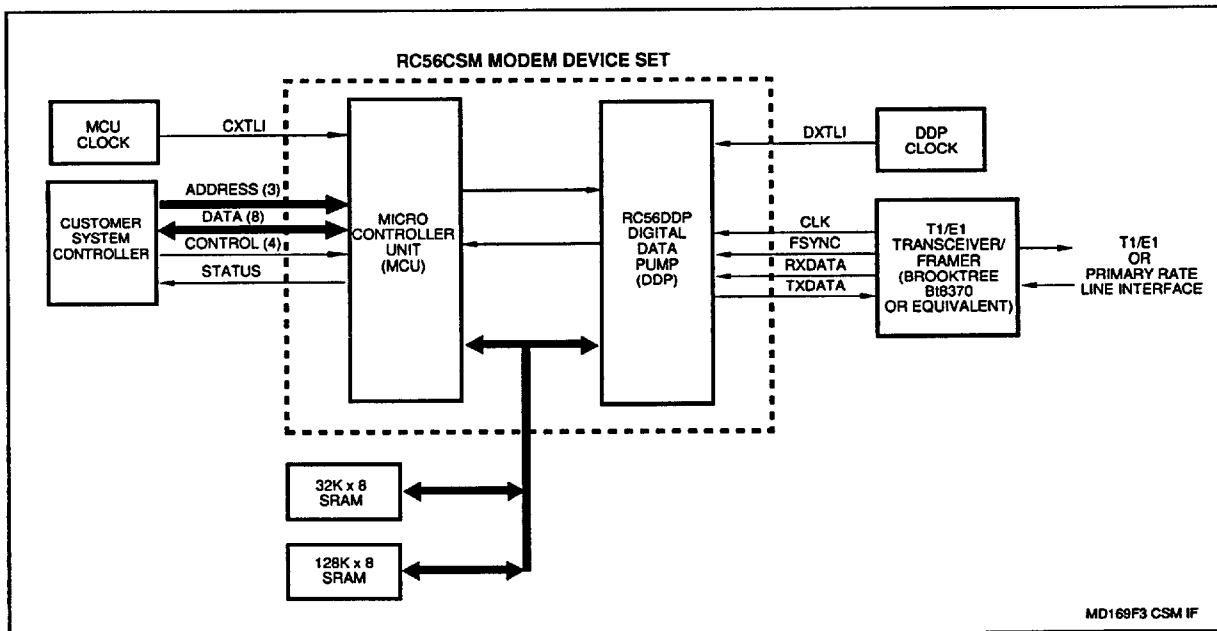 RC56CSM MODEM DEVICE SET
MCU
CLOCK
CXTLI
DXTLI
DDP
CLOCK
CUSTOMER
SYSTEM
CONTROLLER
ADDRESS (3)
DATA (8)
CONTROL (4)
STATUS
MICRO
CONTROLLER
UNIT
(MCU)
RC56DDP
DIGITAL
DATA
PUMP
(DDP)
CLK
FSYNC
RXDATA
TXDATA
T1/E1
TRANSCEIVER/
FRAMER
(BROOKTREE
Bt8370
OR EQUIVALENT)
T1/E1
OR
PRIMARY RATE
LINE INTERFACE
32K x 8
SRAM
128K x 8
SRAM
MD169F3 CSM IF